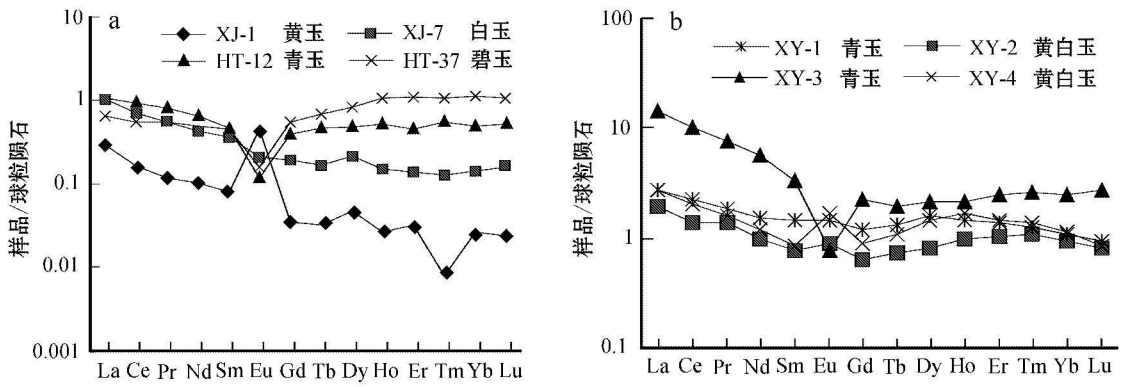 a
XJ-1 黄玉 XJ-7 白玉
HT-12 青玉 HT-37 碧玉
样品/球粒陨石
10
1
0.1
0.01
0.001
La Ce Pr Nd Sm Eu Gd Tb Dy Ho Er Tm Yb Lu
b
XY-1 青玉 XY-2 黄白玉
XY-3 青玉 XY-4 黄白玉
样品/球粒陨石
100
10
1
0.1
La Ce Pr Nd Sm Eu Gd Tb Dy Ho Er Tm Yb Lu